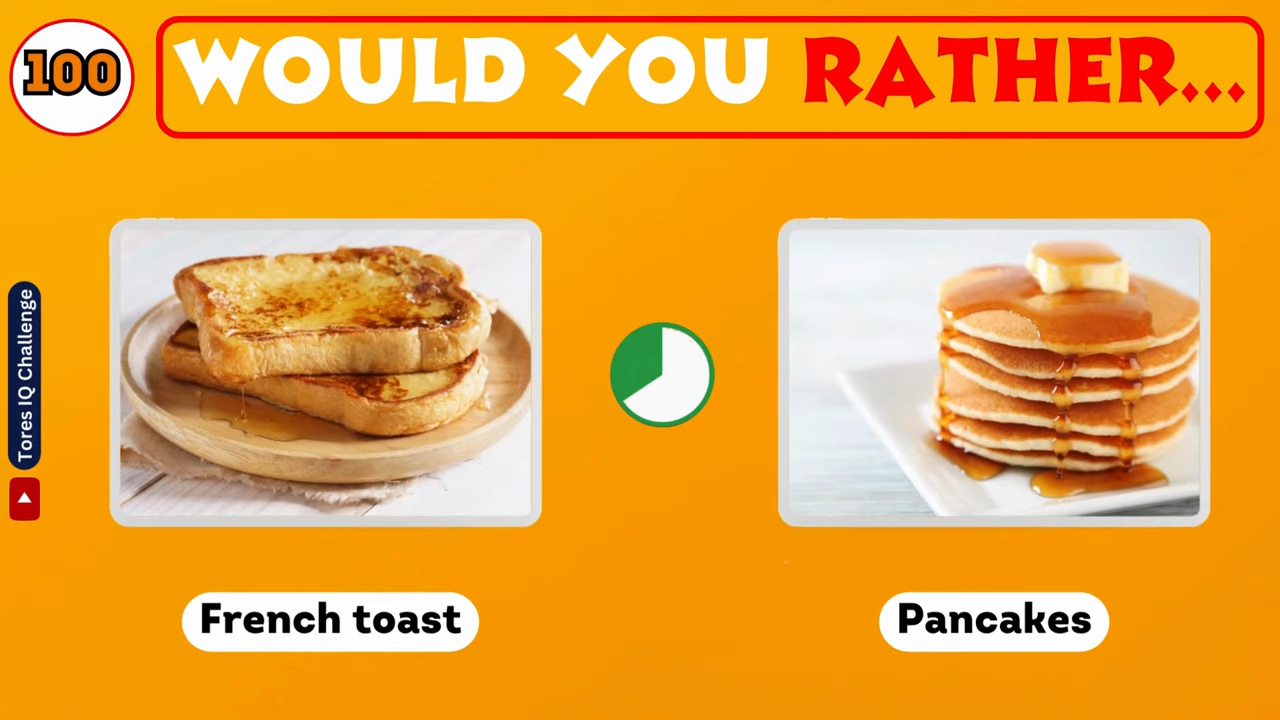 100
WOULD YOU RATHER...
Tores IQ Challenge
French toast
Pancakes